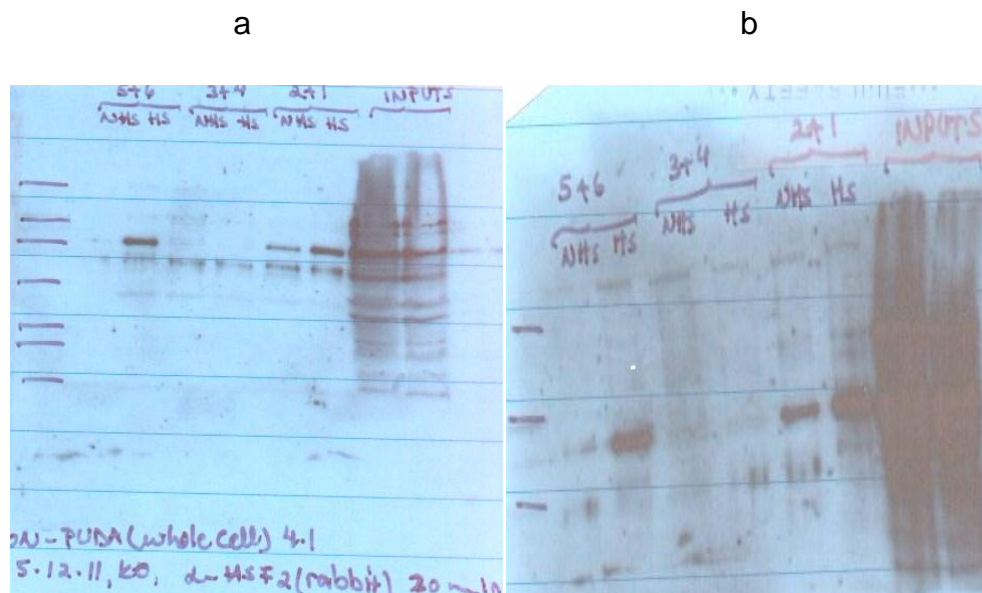 a
b
5+6 3+4 2+1 INPUTS
NHS HS NHS HS NHS HS
PUDA (whole cell) 4.1
5.12.11, KO, α-HSF2 (rabbit) 20 min
5+6 3+4 2+1 INPUTS
NHS HS NHS HS NHS HS